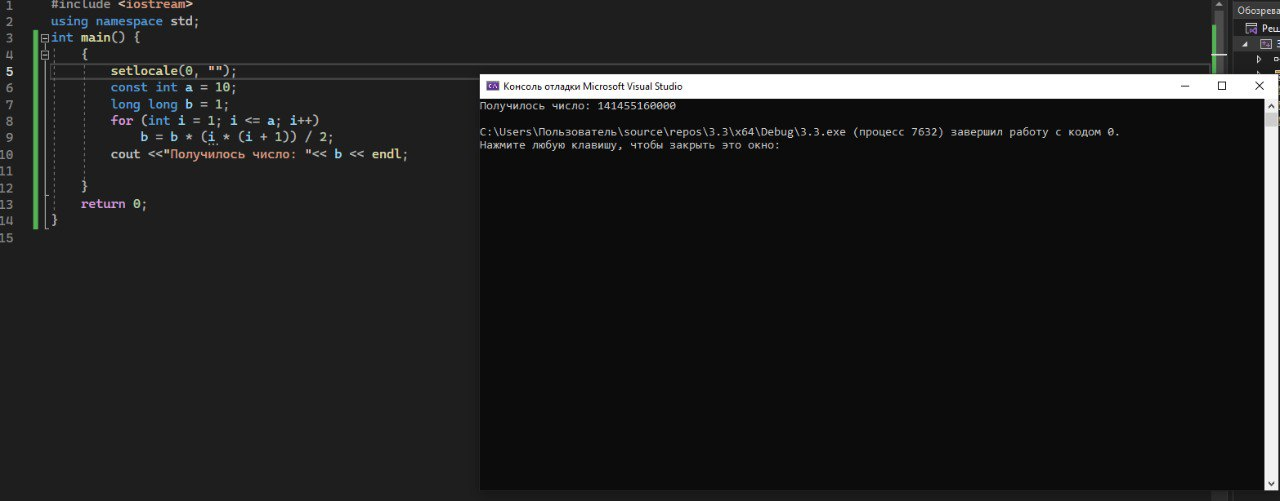 1 #include <iostream>
2 using namespace std;
3 int main() {
4 {
5 setlocale(0, "");
6 const int a = 10;
7 long long b = 1;
8 for (int i = 1; i <= a; i++)
9 b = b * (i * (i + 1)) / 2;
10 cout <<"Получилось число: "<< b << endl;
11
12 }
13 return 0;
14 }
15
Консоль отладки Microsoft Visual Studio
Получилось число: 141455160000
C:\Users\Пользователь\source\repos\3.3\x64\Debug\3.3.exe (процесс 7632) завершил работу с кодом 0.
Нажмите любую клавишу, чтобы закрыть это окно: